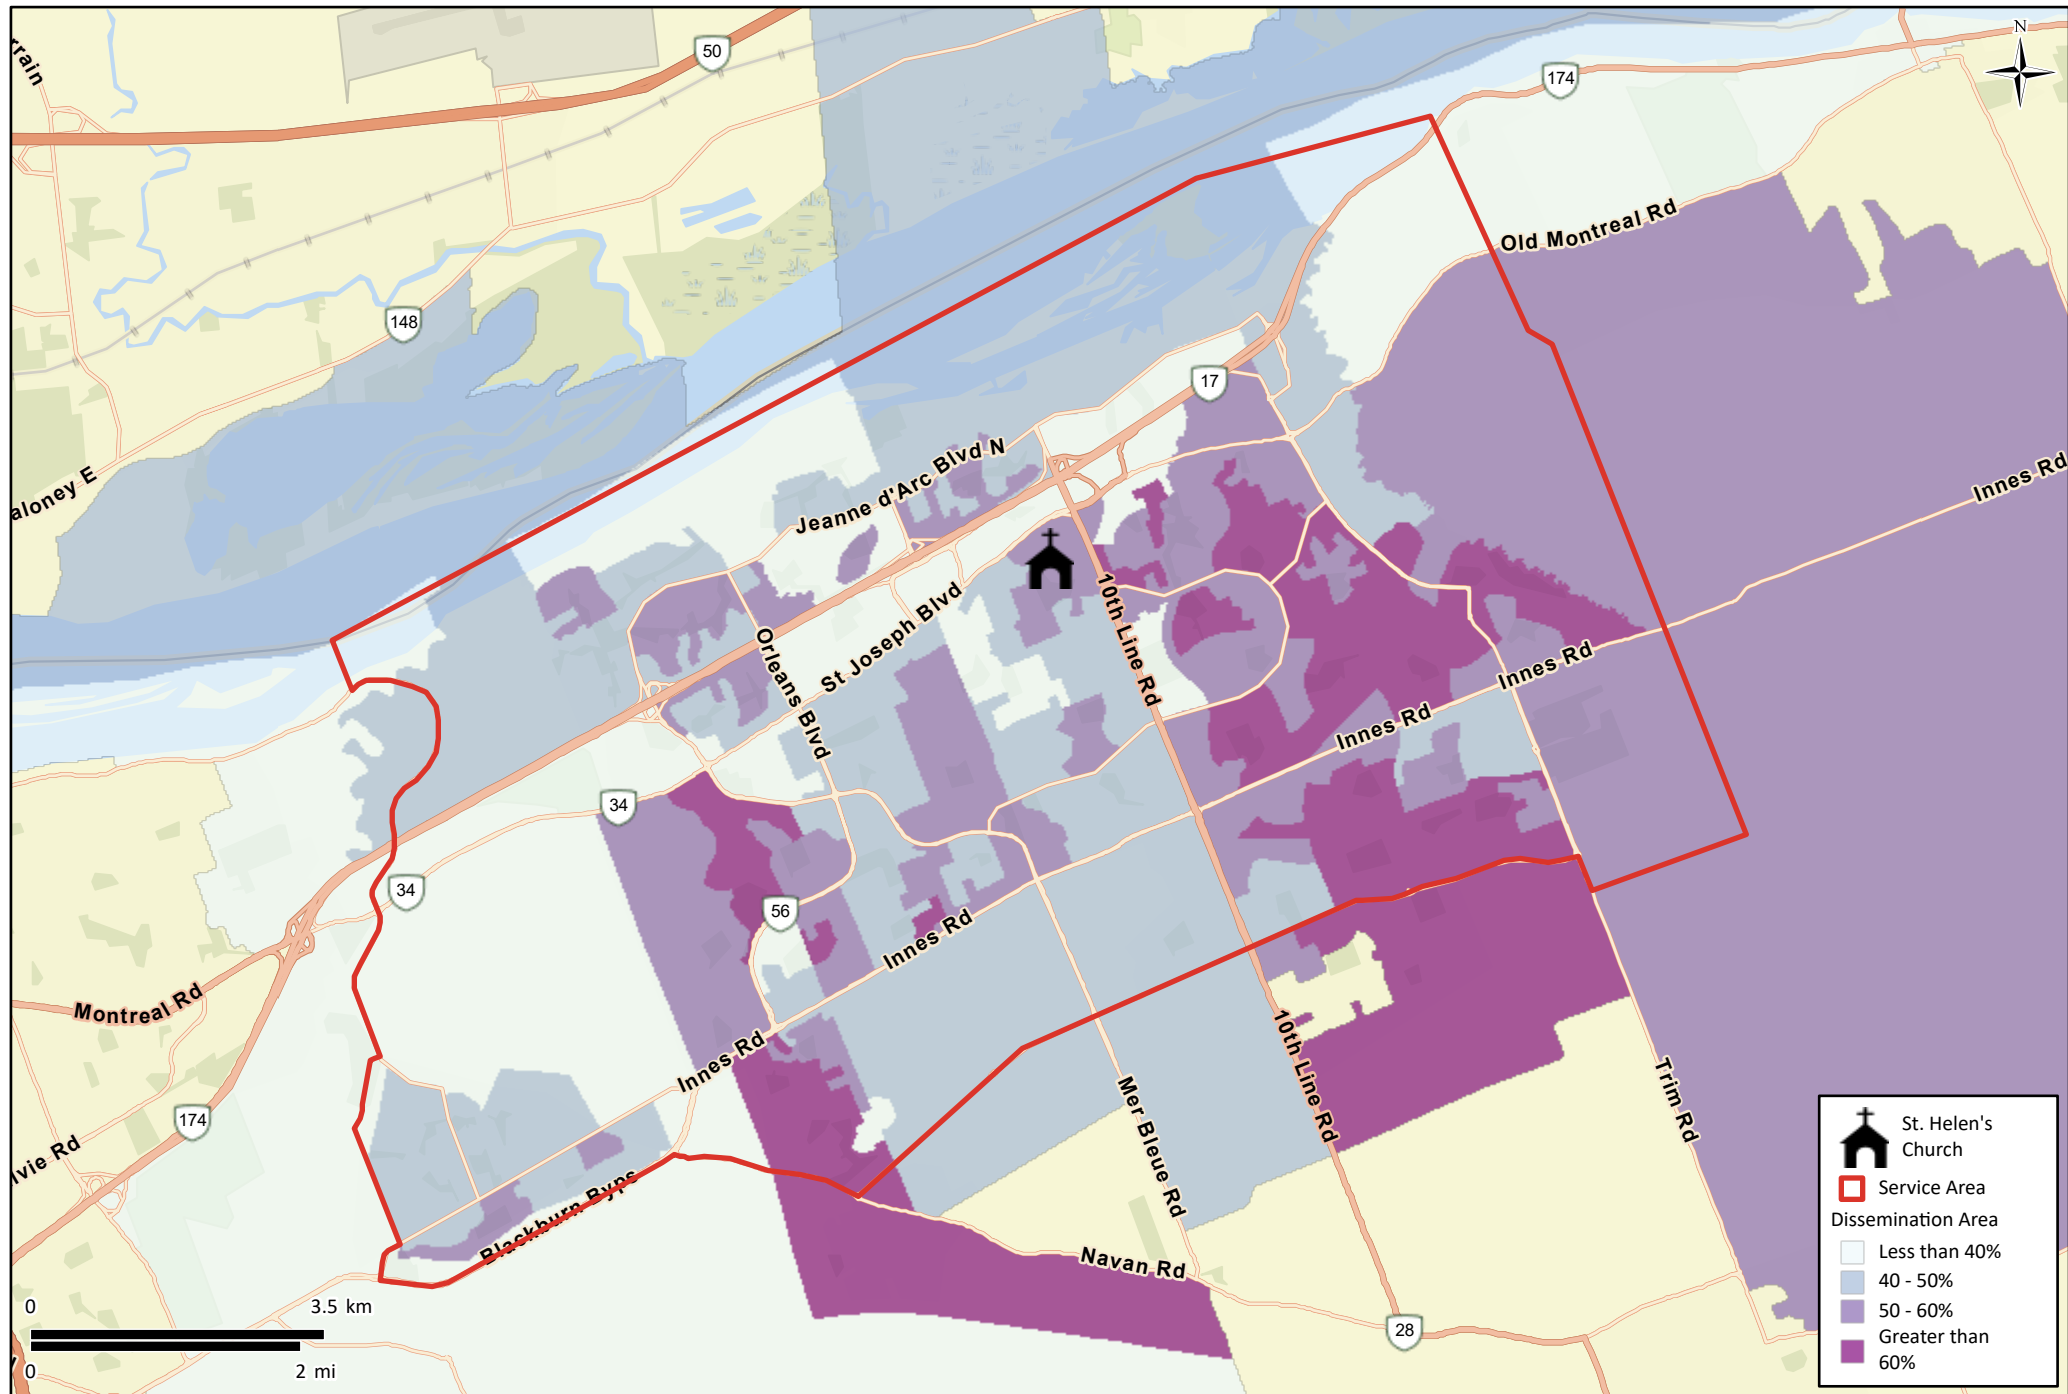 N
50
174
rrain
Old Montreal Rd
148
17
Jeanne d'Arc Blvd N
aloney E
Innes Rd
10th Line Rd
St Joseph Blvd
Orleans Blvd
Innes Rd
Innes Rd
34
34
56
Innes Rd
Montreal Rd
Innes Rd
10th Line Rd
Trim Rd
Mer Bleue Rd
174
lvie Rd
Blackburn Byps
Navan Rd
28
0
3.5 km
0
2 mi
St. Helen's
Church
Service Area
Dissemination Area
Less than 40%
40 - 50%
50 - 60%
Greater than
60%